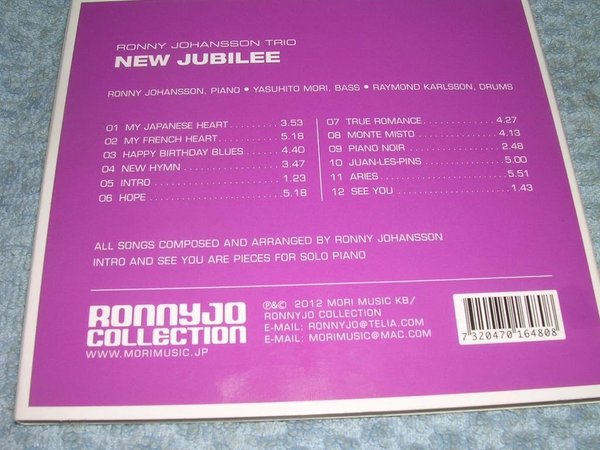 RONNY JOHANSSON TRIO
NEW JUBILEE
RONNY JOHANSSON, PIANO • YASUHITO MORI, BASS • RAYMOND KARLSSON, DRUMS
01 MY JAPANESE HEART 3.53
02 MY FRENCH HEART 5.18
03 HAPPY BIRTHDAY BLUES 4.40
04 NEW HYMN 3.47
05 INTRO 1.23
06 HOPE 5.18
07 TRUE ROMANCE 4.27
08 MONTE MISTO 4.13
09 PIANO NOIR 2.48
10 JUAN-LES-PINS 5.00
11 ARIES 5.51
12 SEE YOU 1.43
ALL SONGS COMPOSED AND ARRANGED BY RONNY JOHANSSON
INTRO AND SEE YOU ARE PIECES FOR SOLO PIANO
RONNYJO
COLLECTION
WWW.MORIMUSIC.JP
℗&© 2012 MORI MUSIC KB/
RONNYJO COLLECTION
E-MAIL: RONNYJO@TELIA.COM
E-MAIL: MORIMUSIC@MAC.COM
7 320470 164808